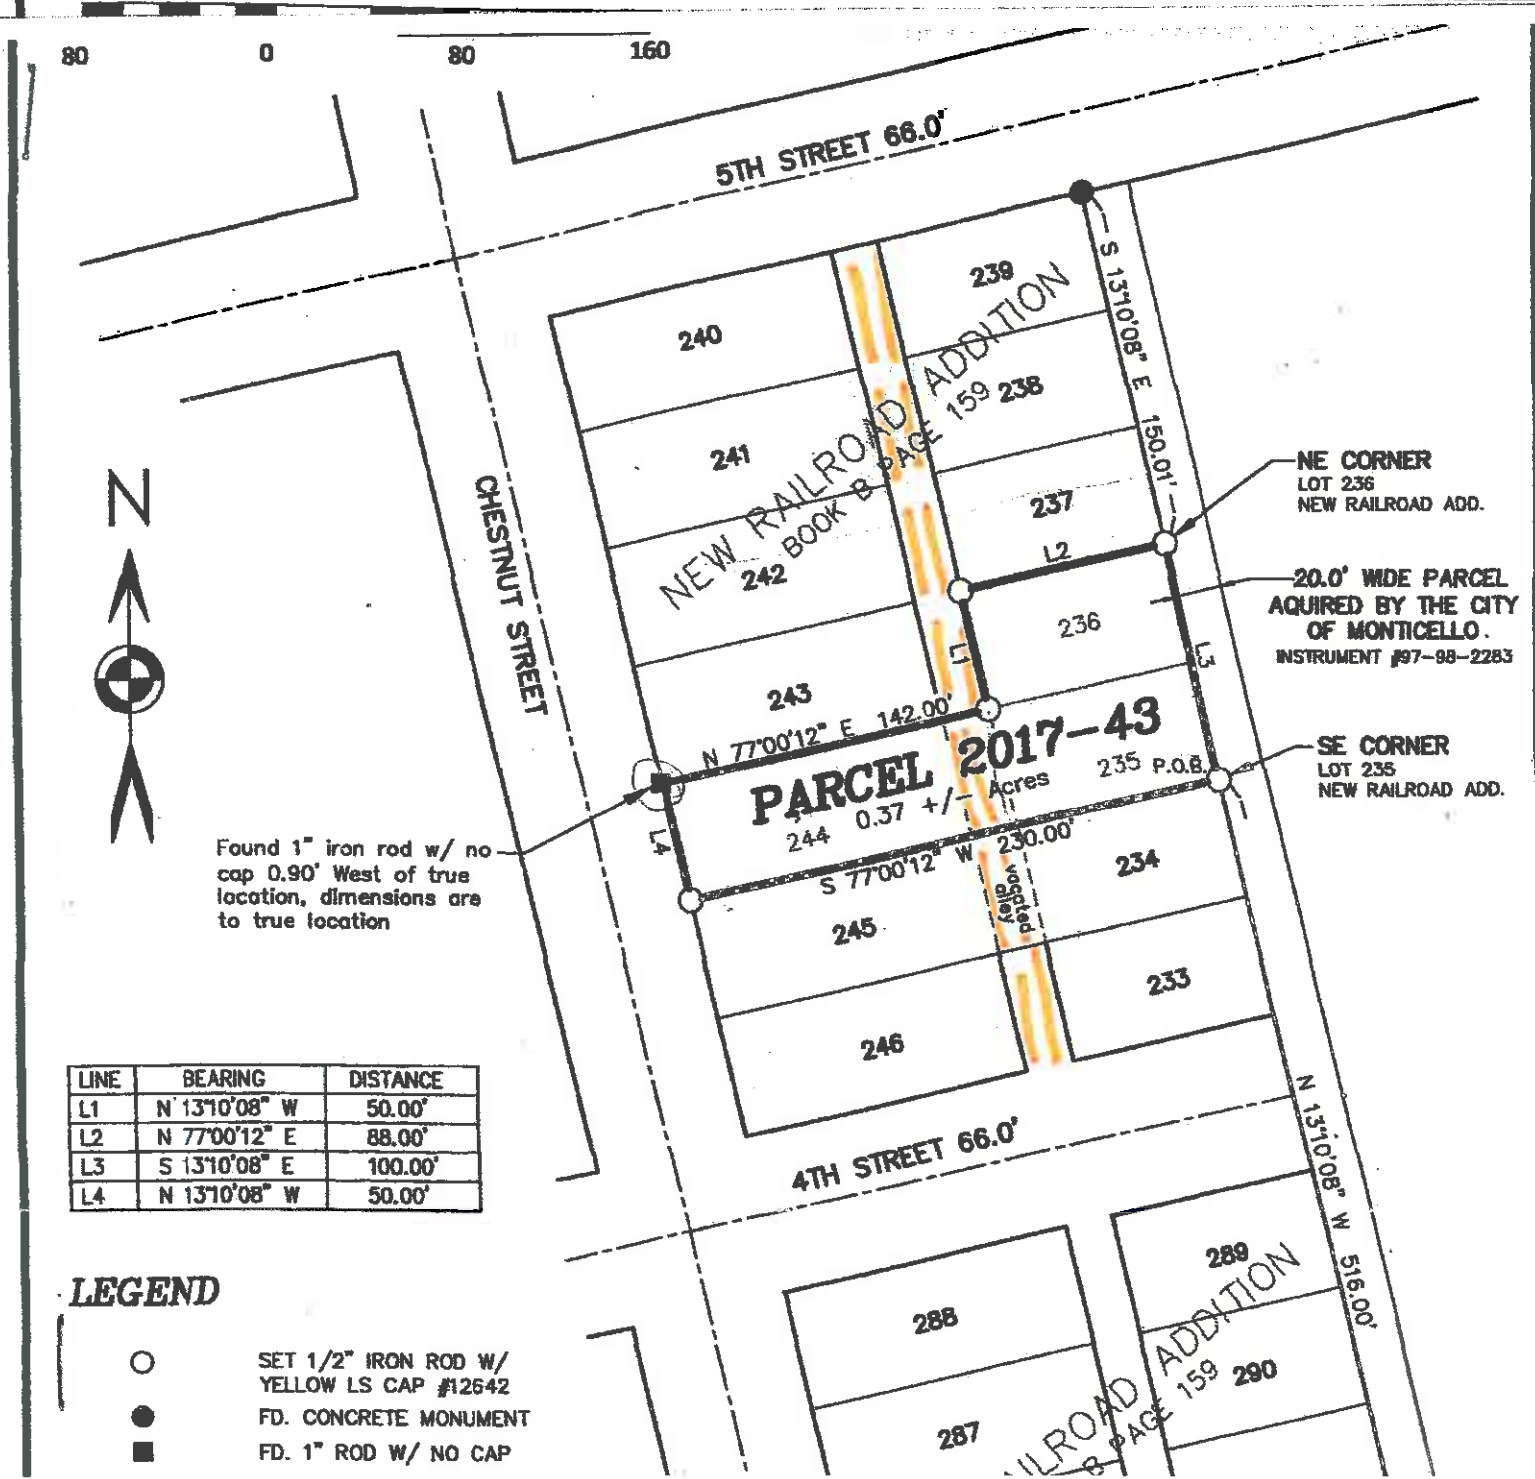 80 0 80 160
5TH STREET 66.0'
239
S 13°10'08" E 150.01'
240
238
241
NEW RAILROAD ADDITION
BOOK B PAGE 159
237
NE CORNER
LOT 236
NEW RAILROAD ADD.
N
CHESTNUT STREET
L2
242
20.0' WIDE PARCEL
AQUIRED BY THE CITY
OF MONTICELLO.
INSTRUMENT #97-98-2283
236
L1
L3
243
N 77°00'12" E 142.00'
PARCEL 2017-43
235 P.O.B.
244 0.37 +/- Acres
SE CORNER
LOT 235
NEW RAILROAD ADD.
L4
Found 1" iron rod w/ no
cap 0.90' West of true
location, dimensions are
to true location
S 77°00'12" W 230.00'
234
vacated
alley
245
233
246
LINE BEARING DISTANCE
L1 N 13°10'08" W 50.00'
L2 N 77°00'12" E 88.00'
L3 S 13°10'08" E 100.00'
L4 N 13°10'08" W 50.00'
4TH STREET 66.0'
N 13°10'08" W 516.00'
289
288
290
287
ILROAD ADDITION
B PAGE 159
LEGEND
SET 1/2" IRON ROD W/
YELLOW LS CAP #12642
FD. CONCRETE MONUMENT
FD. 1" ROD W/ NO CAP